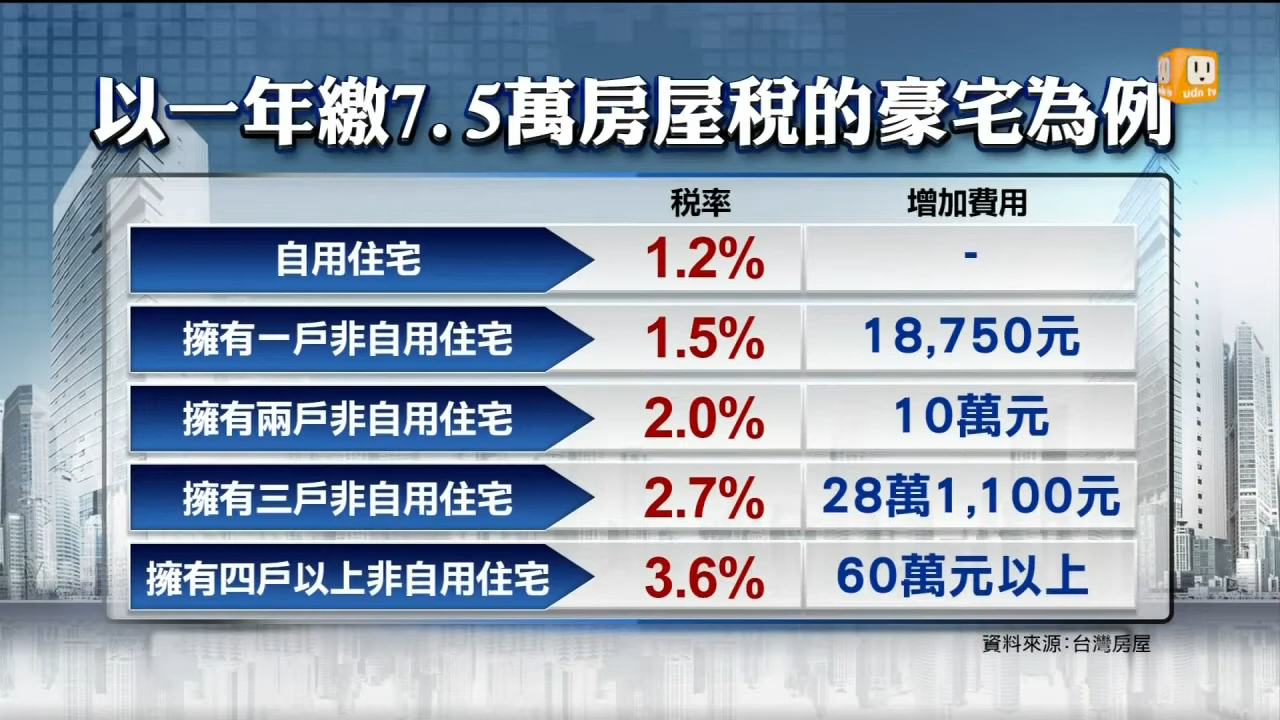 以一年繳7.5萬房屋稅的豪宅為例
udn tv
稅率 增加費用
自用住宅 1.2% -
擁有一戶非自用住宅 1.5% 18,750元
擁有兩戶非自用住宅 2.0% 10萬元
擁有三戶非自用住宅 2.7% 28萬1,100元
擁有四戶以上非自用住宅 3.6% 60萬元以上
資料來源:台灣房屋